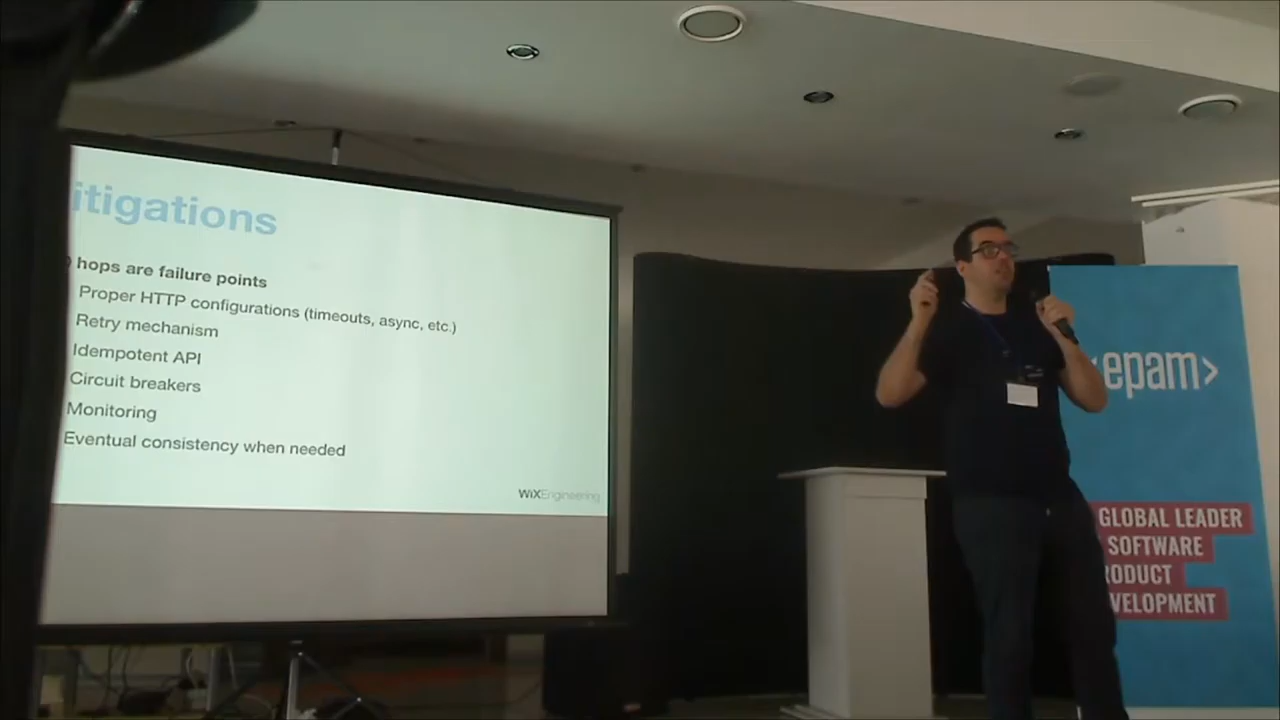 itigations
hops are failure points
Proper HTTP configurations (timeouts, async, etc.)
Retry mechanism
Idempotent API
Circuit breakers
Monitoring
Eventual consistency when needed
WiXEngineering
<epam>
GLOBAL LEADER
SOFTWARE
RODUCT
VELOPMENT